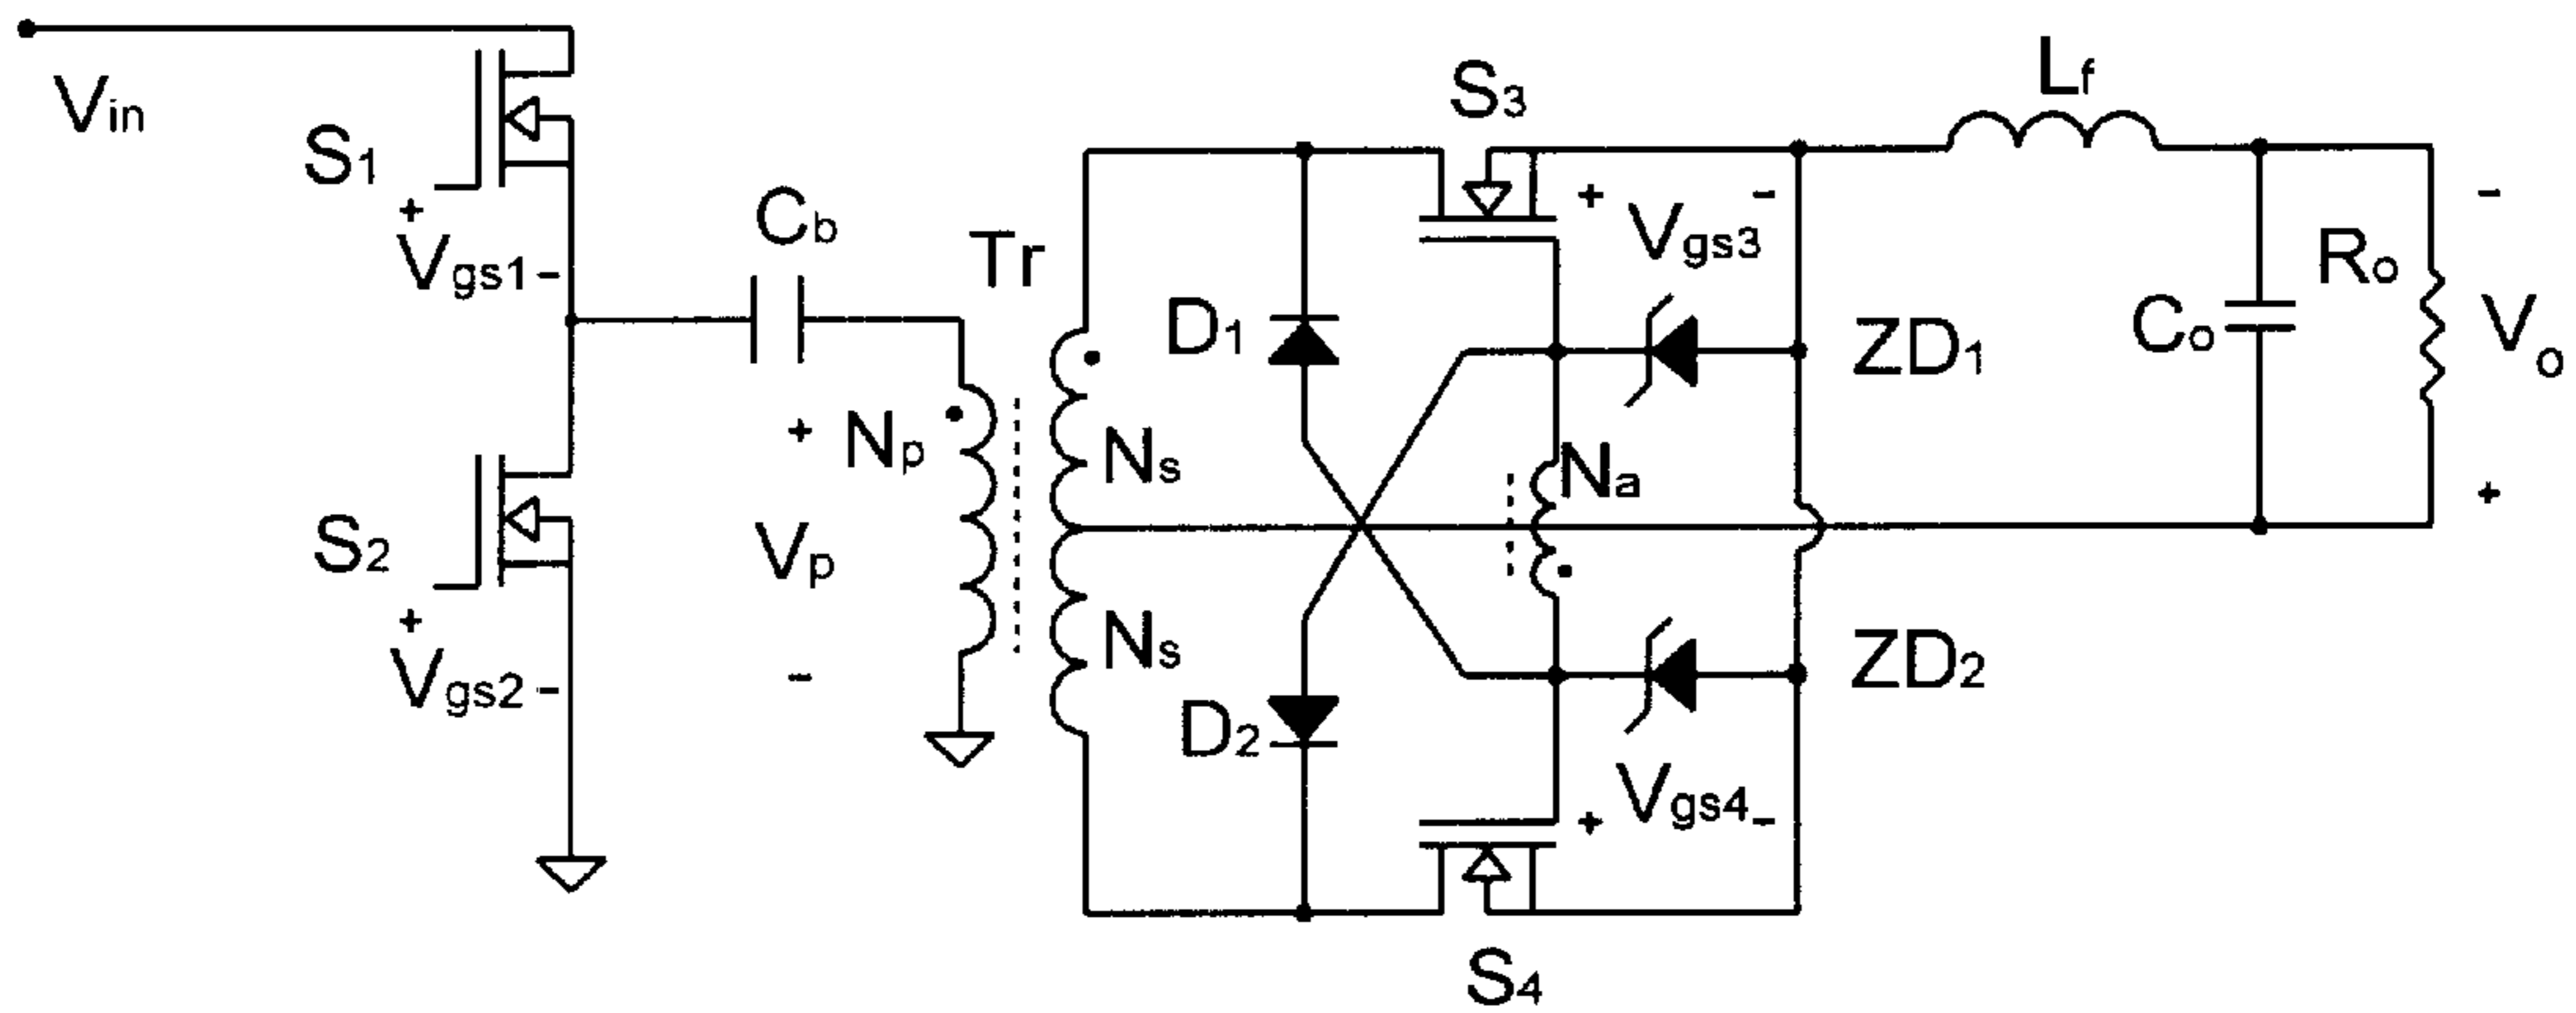 Vin
S1
+
Vgs1 -
S2
+
Vgs2 -
Cb
+
Vp
-
Np
Tr
Ns
Ns
D1
D2
S3
+ Vgs3 -
ZD1
Na
ZD2
+ Vgs4 -
S4
Lf
Co
Ro
-
Vo
+